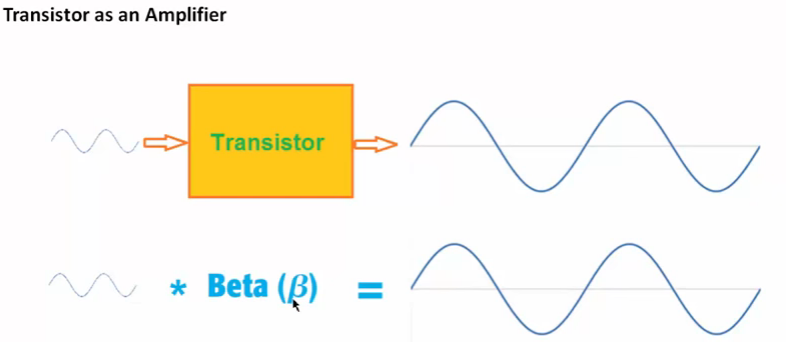 Transistor as an Amplifier
Transistor
* Beta (β) =